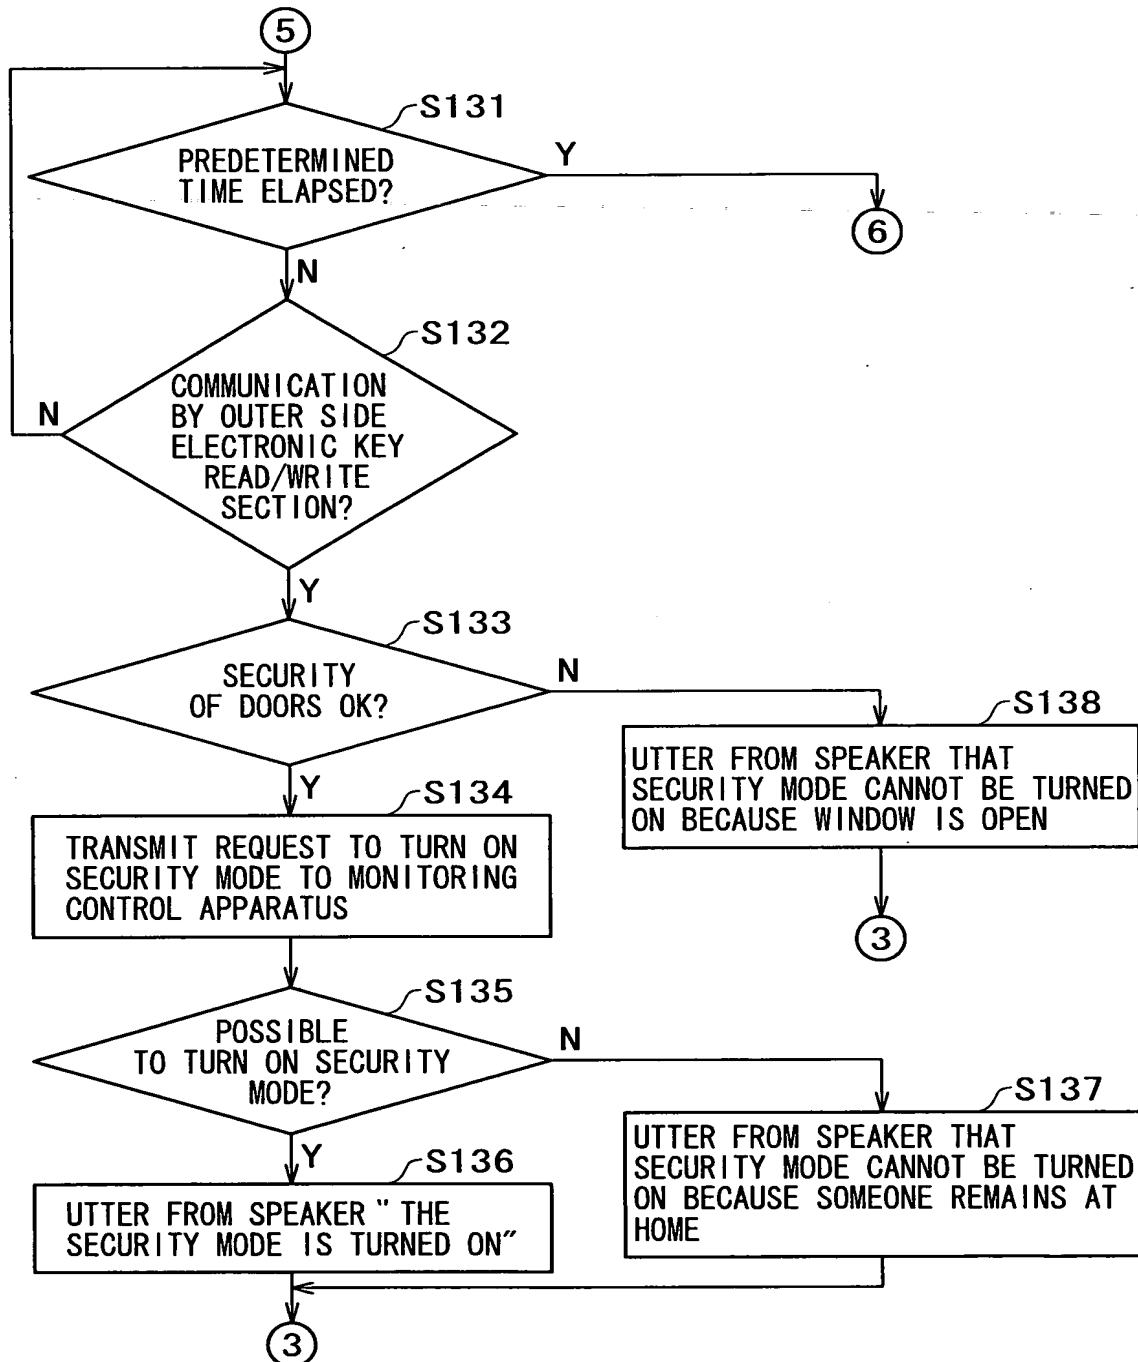 5
S131
PREDETERMINED
TIME ELAPSED?
Y
6
N
S132
COMMUNICATION
BY OUTER SIDE
ELECTRONIC KEY
READ/WRITE
SECTION?
N
Y
S133
SECURITY
OF DOORS OK?
N
S138
UTTER FROM SPEAKER THAT
SECURITY MODE CANNOT BE TURNED
ON BECAUSE WINDOW IS OPEN
3
Y
S134
TRANSMIT REQUEST TO TURN ON
SECURITY MODE TO MONITORING
CONTROL APPARATUS
S135
POSSIBLE
TO TURN ON SECURITY
MODE?
N
S137
UTTER FROM SPEAKER THAT
SECURITY MODE CANNOT BE TURNED
ON BECAUSE SOMEONE REMAINS AT
HOME
Y
S136
UTTER FROM SPEAKER "THE
SECURITY MODE IS TURNED ON"
3